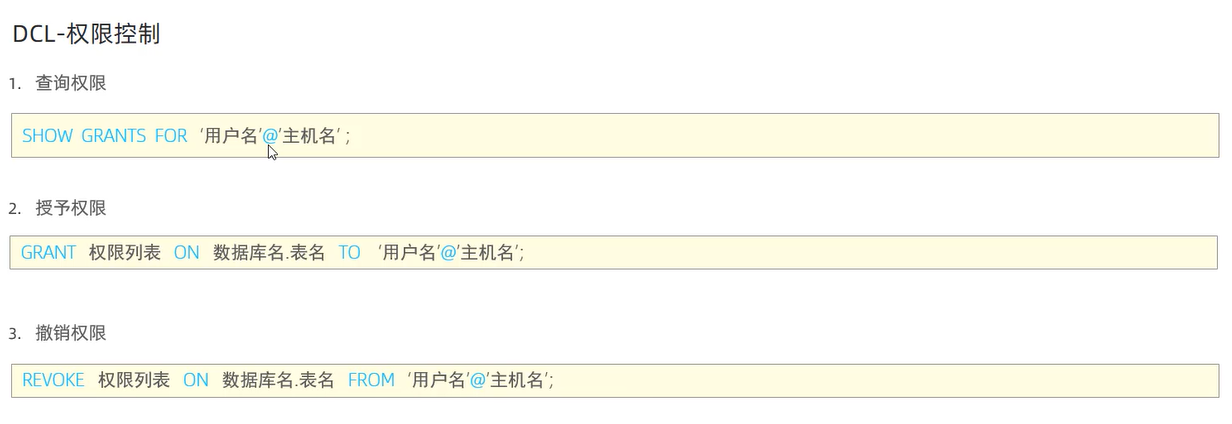 DCL-权限控制
1. 查询权限
SHOW GRANTS FOR '用户名'@'主机名' ;
2. 授予权限
GRANT 权限列表 ON 数据库名.表名 TO '用户名'@'主机名';
3. 撤销权限
REVOKE 权限列表 ON 数据库名.表名 FROM '用户名'@'主机名';